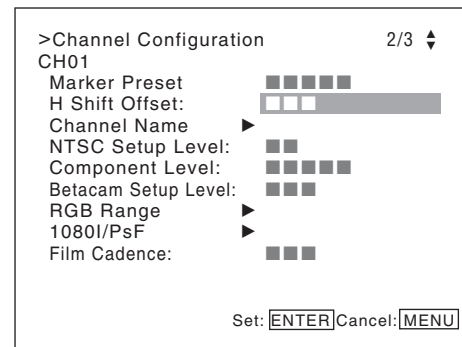 >Channel Configuration 2/3
CH01
Marker Preset ■■■■■
H Shift Offset: □□□
Channel Name ►
NTSC Setup Level: ■■
Component Level: ■■■■■
Betacam Setup Level: ■■■
RGB Range ►
1080I/PsF ►
Film Cadence: ■■■
Set: ENTER Cancel: MENU